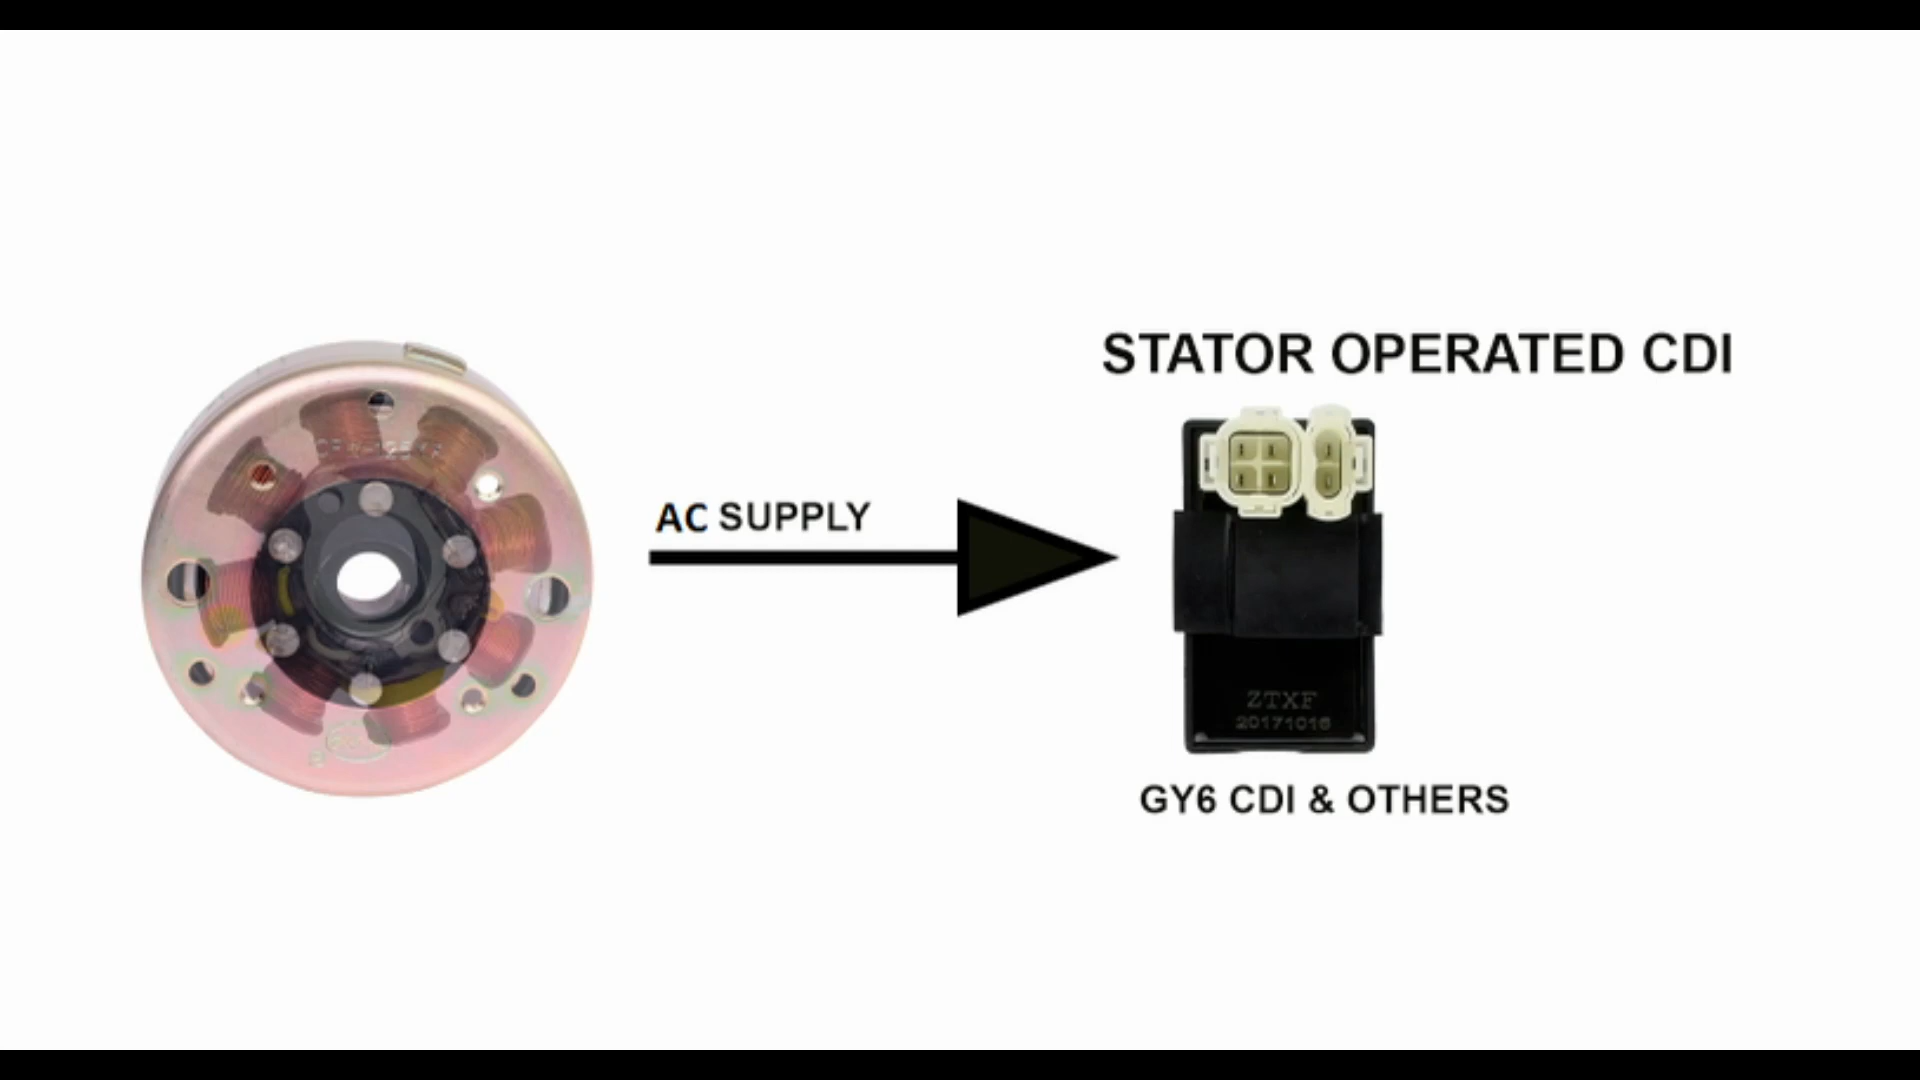 STATOR OPERATED CDI
AC SUPPLY
ZTXF
20171016
GY6 CDI & OTHERS